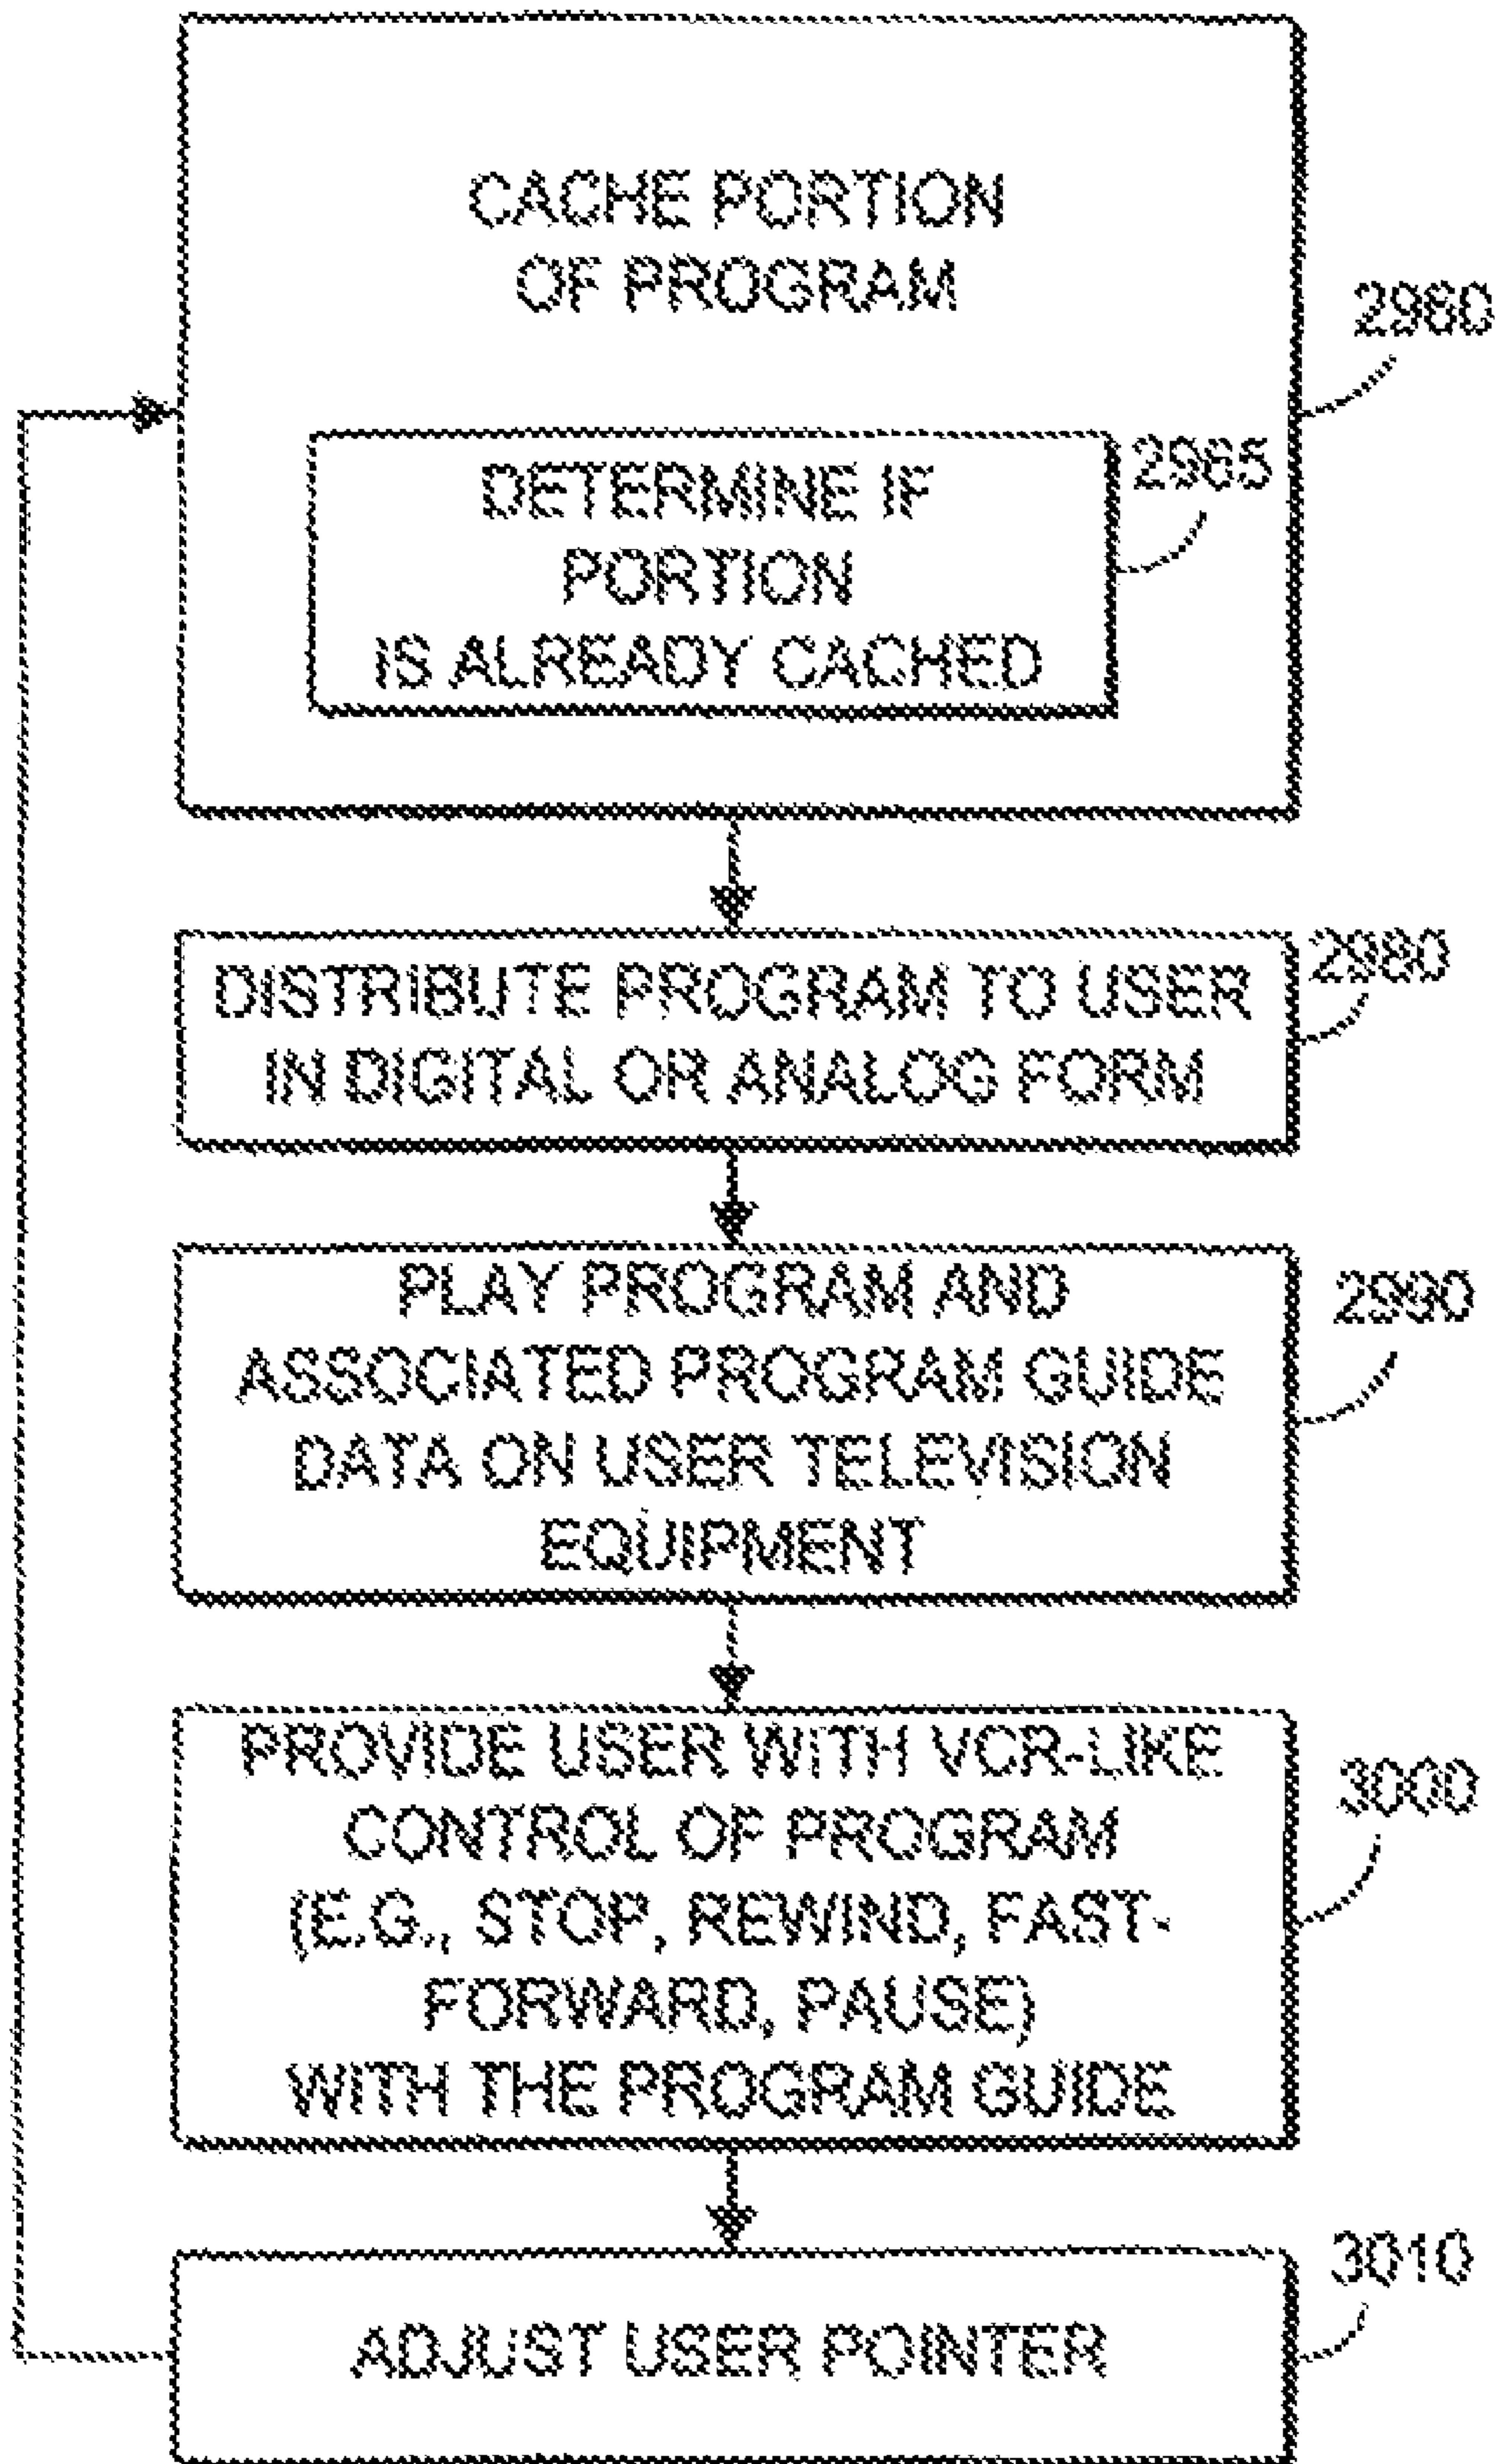 CACHE PORTION
OF PROGRAM
2960
DETERMINE IF
PORTION
IS ALREADY CACHED
2965
DISTRIBUTE PROGRAM TO USER
IN DIGITAL OR ANALOG FORM
2980
PLAY PROGRAM AND
ASSOCIATED PROGRAM GUIDE
DATA ON USER TELEVISION
EQUIPMENT
2990
PROVIDE USER WITH VCR-LIKE
CONTROL OF PROGRAM
(E.G., STOP, REWIND, FAST-
FORWARD, PAUSE)
WITH THE PROGRAM GUIDE
3000
ADJUST USER POINTER
3010